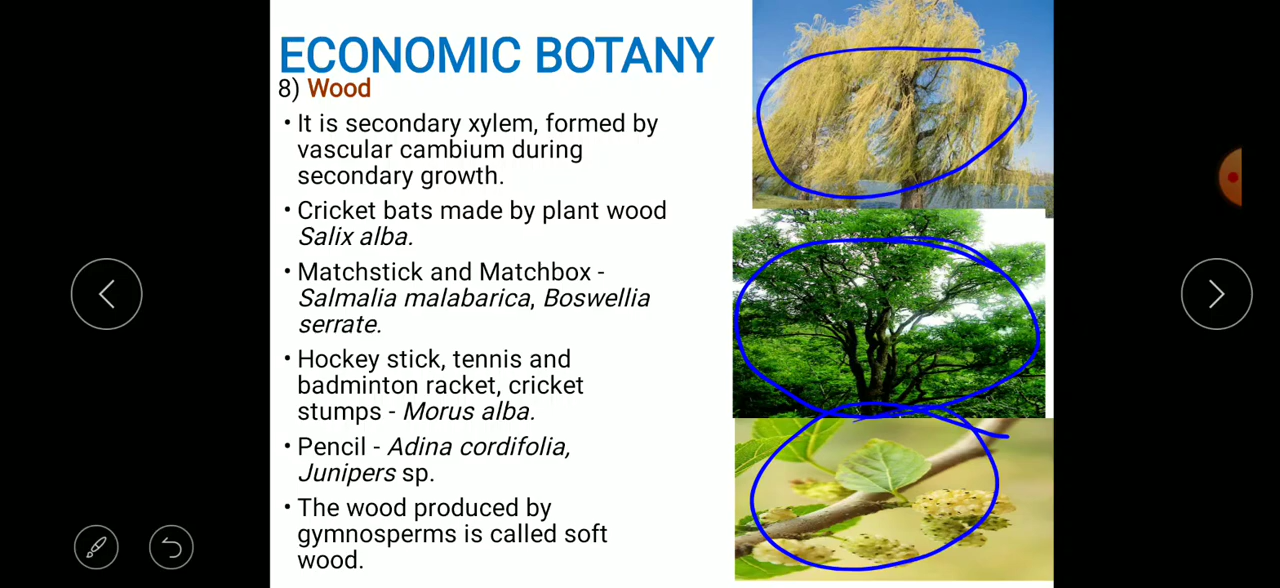 ECONOMIC BOTANY
8) Wood
• It is secondary xylem, formed by
vascular cambium during
secondary growth.
• Cricket bats made by plant wood
Salix alba.
• Matchstick and Matchbox -
Salmalia malabarica, Boswellia
serrate.
• Hockey stick, tennis and
badminton racket, cricket
stumps - Morus alba.
• Pencil - Adina cordifolia,
Junipers sp.
• The wood produced by
gymnosperms is called soft
wood.